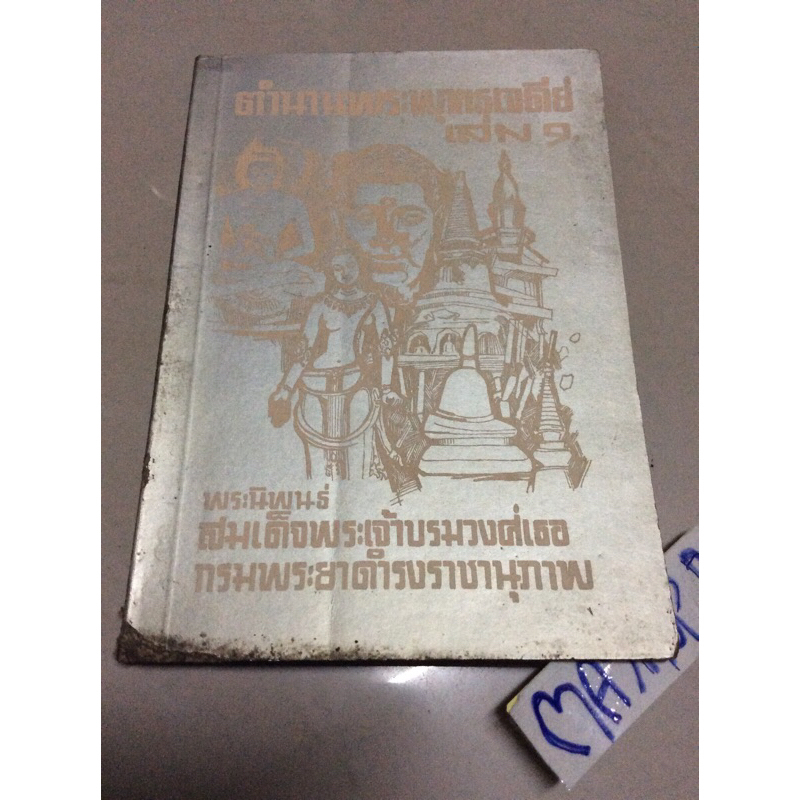 ตำนานพระพุทธเจดีย์
เล่ม ๑
พระนิพนธ์
สมเด็จพระเจ้าบรมวงศ์เธอ
กรมพระยาดำรงราชานุภาพ